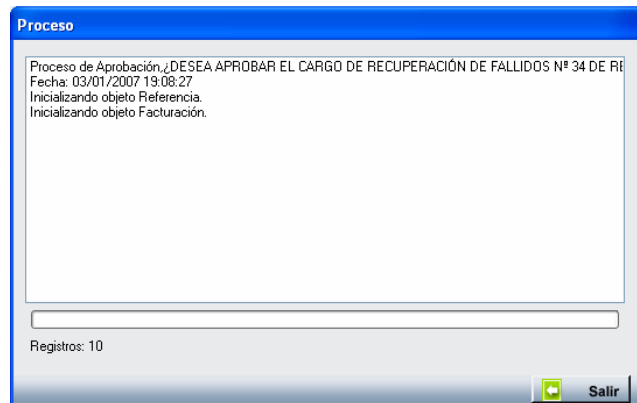 Proceso
Proceso de Aprobación,¿DESEA APROBAR EL CARGO DE RECUPERACIÓN DE FALLIDOS Nº 34 DE
Fecha: 03/01/2007 19:08:27
Inicializando objeto Referencia.
Inicializando objeto Facturación.
Registros: 10
Salir